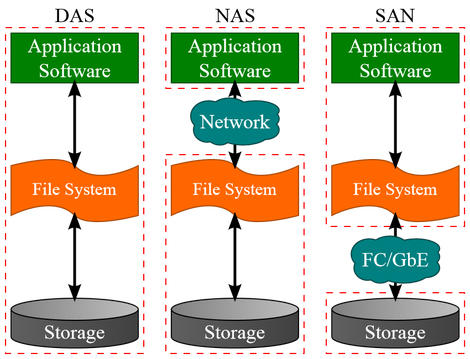 DAS
NAS
SAN
Application
Software
Application
Software
Application
Software
Network
File System
File System
File System
FC/GbE
Storage
Storage
Storage